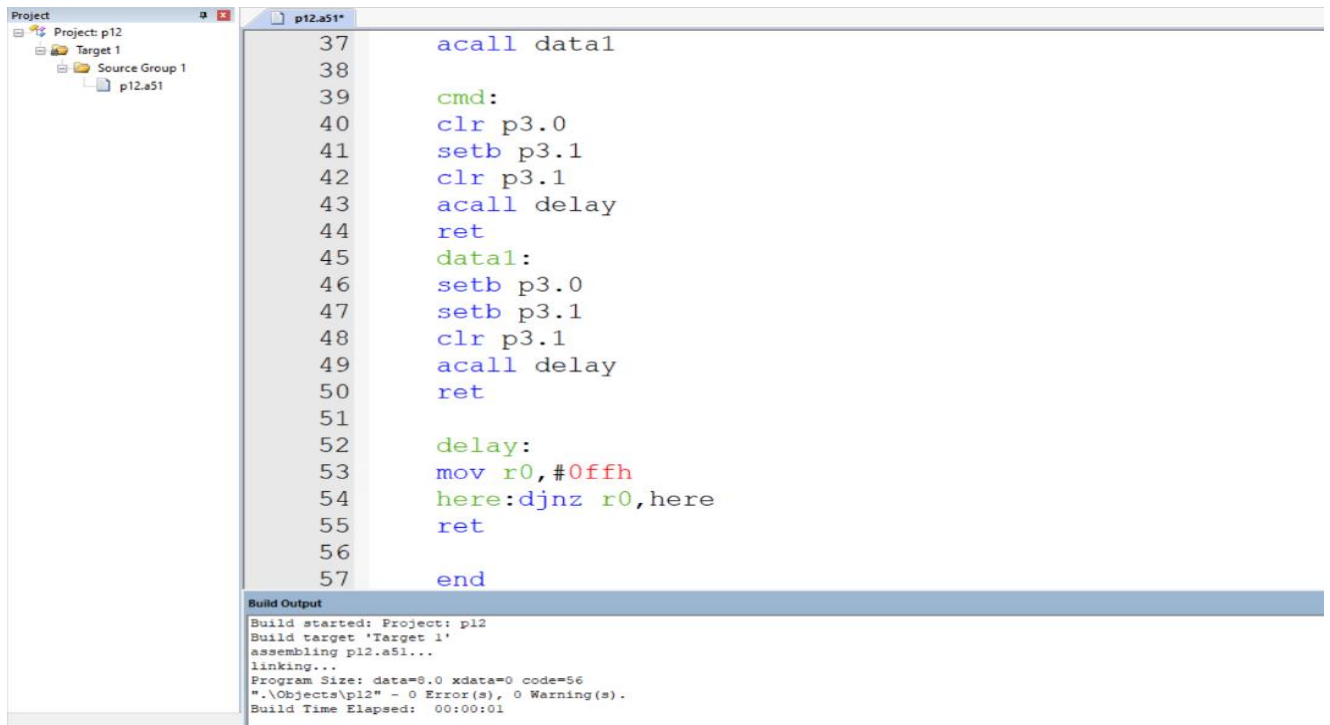 Project
Project: p12
Target 1
Source Group 1
p12.a51
p12.a51*
37 acall data1
38
39 cmd:
40 clr p3.0
41 setb p3.1
42 clr p3.1
43 acall delay
44 ret
45 data1:
46 setb p3.0
47 setb p3.1
48 clr p3.1
49 acall delay
50 ret
51
52 delay:
53 mov r0,#0ffh
54 here:djnz r0,here
55 ret
56
57 end
Build Output
Build started: Project: p12
Build target 'Target 1'
assembling p12.a51...
linking...
Program Size: data=8.0 xdata=0 code=56
".\Objects\p12" - 0 Error(s), 0 Warning(s).
Build Time Elapsed:  00:00:01